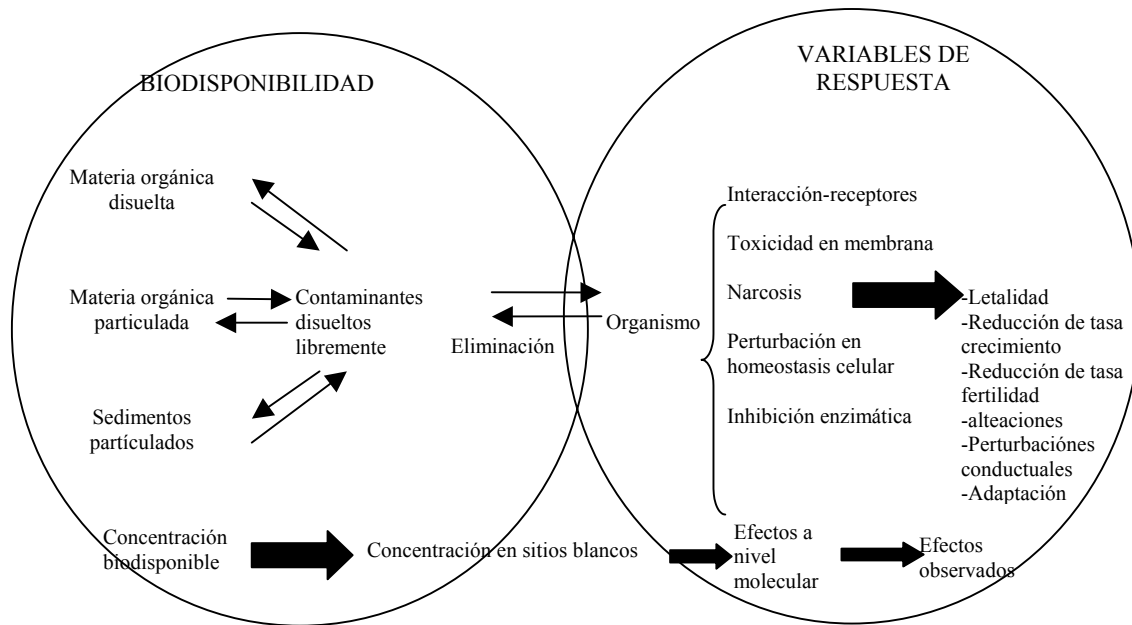 BIODISPONIBILIDAD
Materia orgánica
disuelta
Materia orgánica
particulada
Contaminantes
disueltos
libremente
Sedimentos
partículados
Eliminación
Organismo
Concentración
biodisponible
Concentración en sitios blancos
VARIABLES DE
RESPUESTA
Interacción-receptores
Toxicidad en membrana
Narcosis
Perturbación en
homeostasis celular
Inhibición enzimática
-Letalidad
-Reducción de tasa
crecimiento
-Reducción de tasa
fertilidad
-alteaciones
-Perturbaciónes
conductuales
-Adaptación
Efectos a
nivel
molecular
Efectos
observados